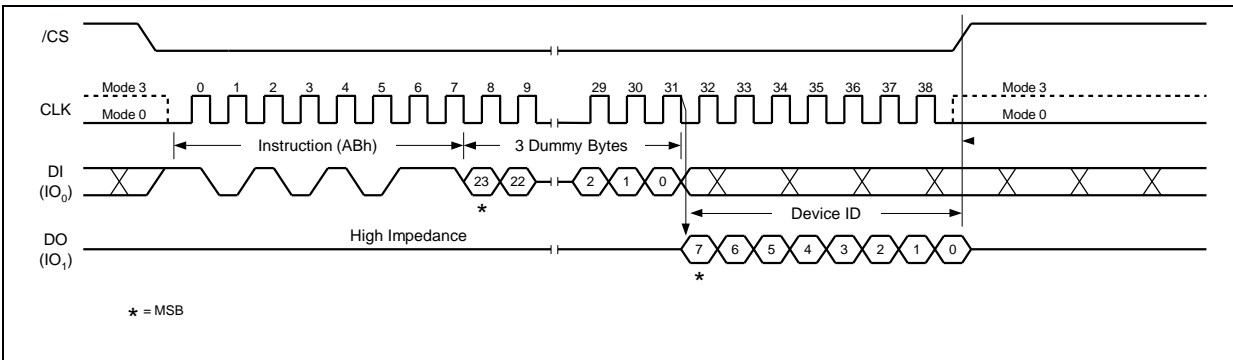 /CS
Mode 3 0 1 2 3 4 5 6 7 8 9 29 30 31 32 33 34 35 36 37 38 Mode 3
CLK
Mode 0 Mode 0
Instruction (ABh) 3 Dummy Bytes
DI
(IO0)
23 22 2 1 0
*
Device ID
High Impedance
DO
(IO1)
7 6 5 4 3 2 1 0
*
* = MSB